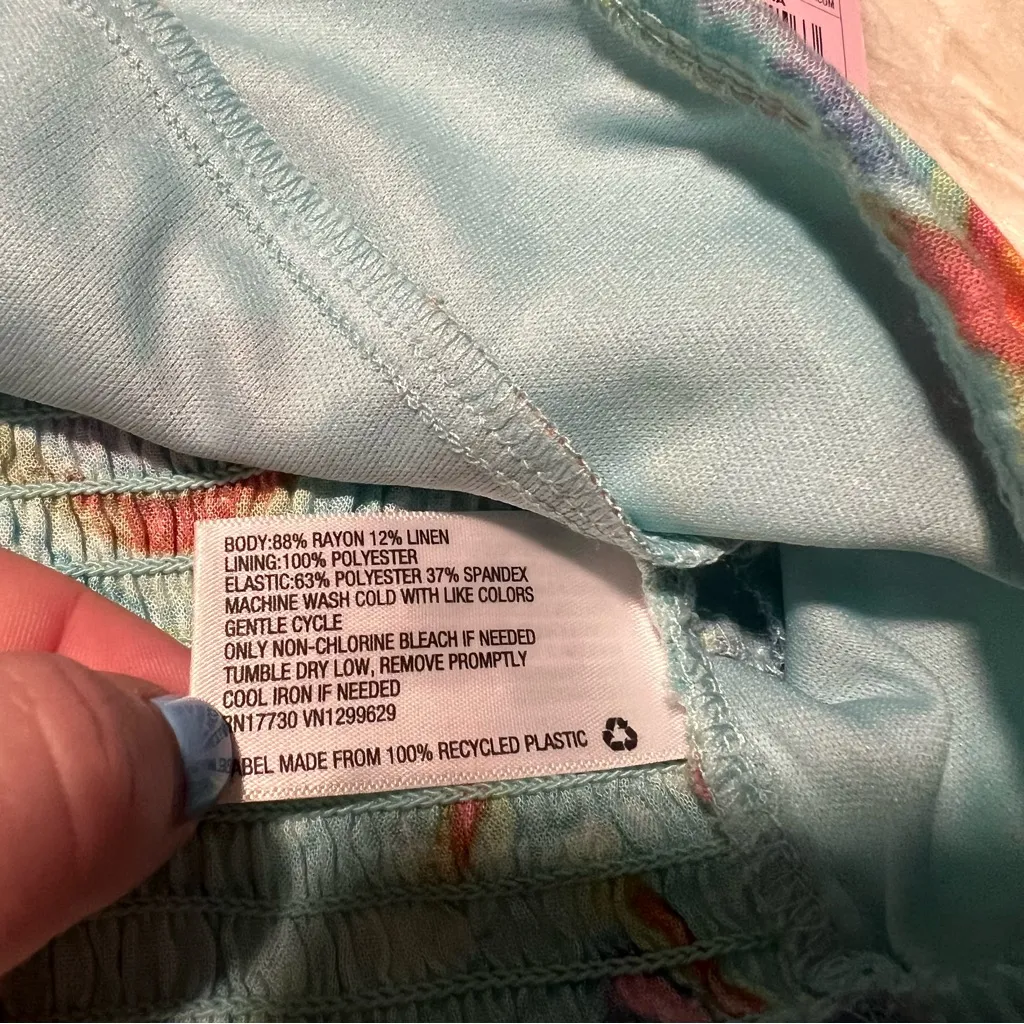 BODY:88% RAYON 12% LINEN
LINING:100% POLYESTER
ELASTIC:63% POLYESTER 37% SPANDEX
MACHINE WASH COLD WITH LIKE COLORS
GENTLE CYCLE
ONLY NON-CHLORINE BLEACH IF NEEDED
TUMBLE DRY LOW, REMOVE PROMPTLY
COOL IRON IF NEEDED
RN17730 VN1299629
ABEL MADE FROM 100% RECYCLED PLASTIC